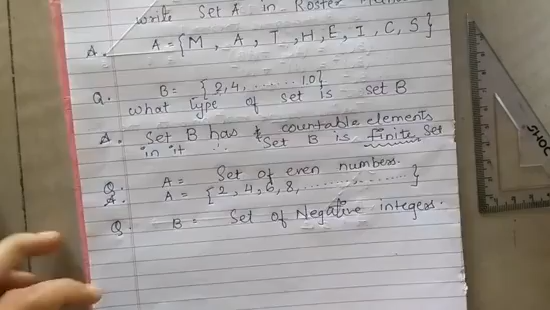 write Set A in Roster
A. A = {M, A, T, H, E, I, C, S}
Q. B = {2, 4, ....... 10}
what type of set is set B
A. Set B has countable elements
in it ∴ Set B is finite Set
Q. A = Set of even numbers.
A. A = {2, 4, 6, 8, ..................}
Q. B = Set of Negative integers.